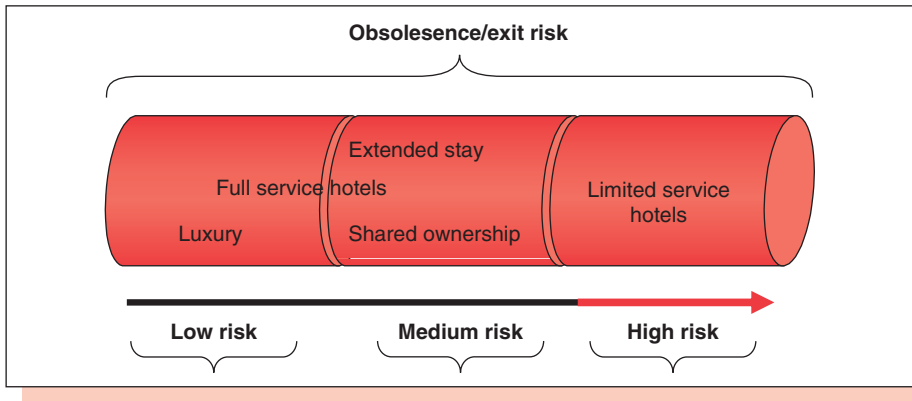 Obsolesence/exit risk
Extended stay
Full service hotels
Limited service
hotels
Luxury
Shared ownership
Low risk
Medium risk
High risk